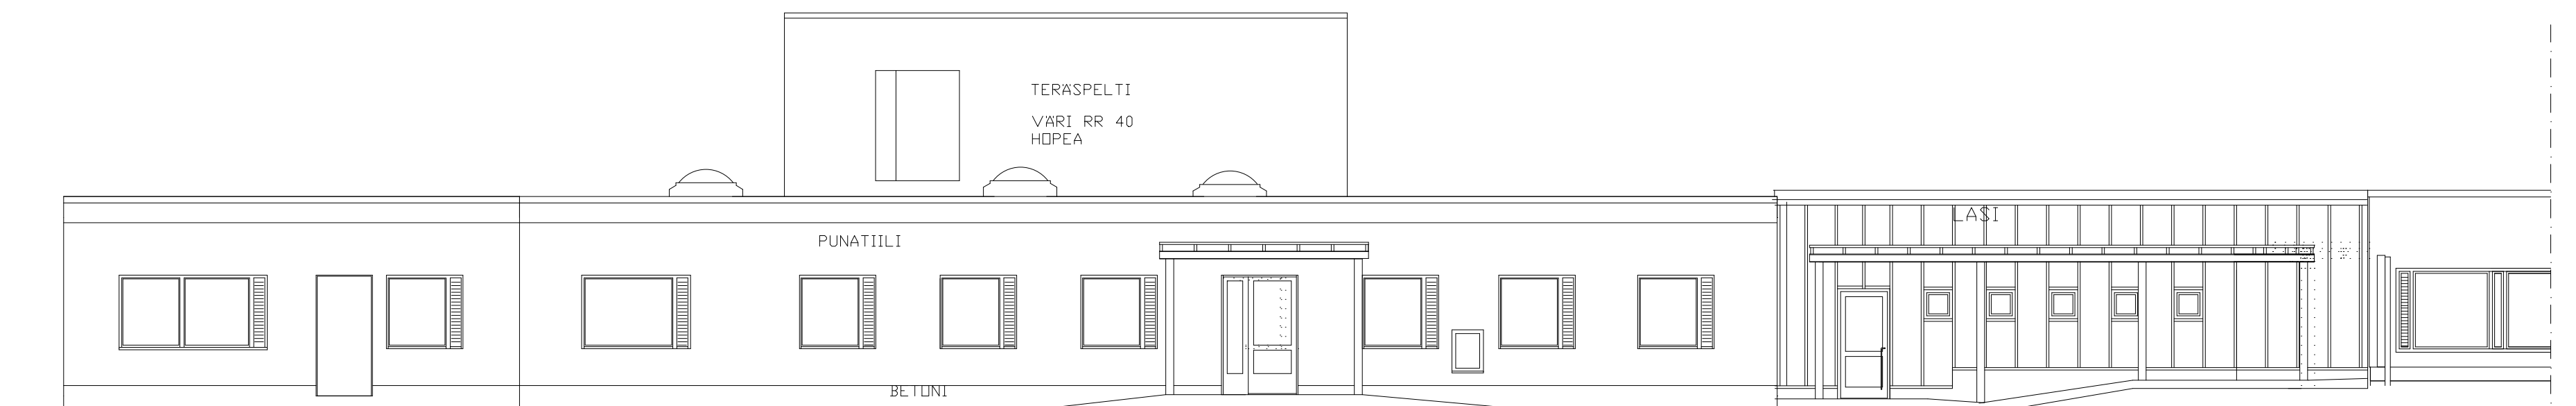 TERÄSPELTI
VÄRI RR 40
HOPEA
LASI
PUNATIILI
BETONI